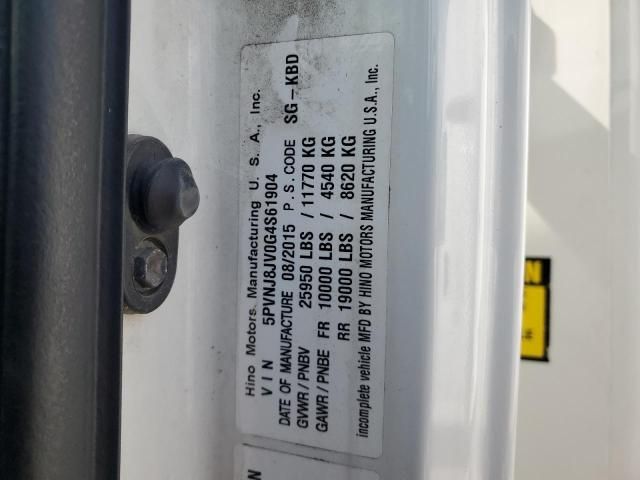 Hino Motors Manufacturing U. S. A., Inc.
VIN 5PVNJ8JV0G4S61904
DATE OF MANUFACTURE 08/2015 P.S.CODE SG-KBD
GVWR/PNBV 25950 LBS / 11770 KG
GAWR/PNBE FR 10000 LBS / 4540 KG
RR 19000 LBS / 8620 KG
incomplete vehicle MFD BY HINO MOTORS MANUFACTURING U.S.A., Inc.